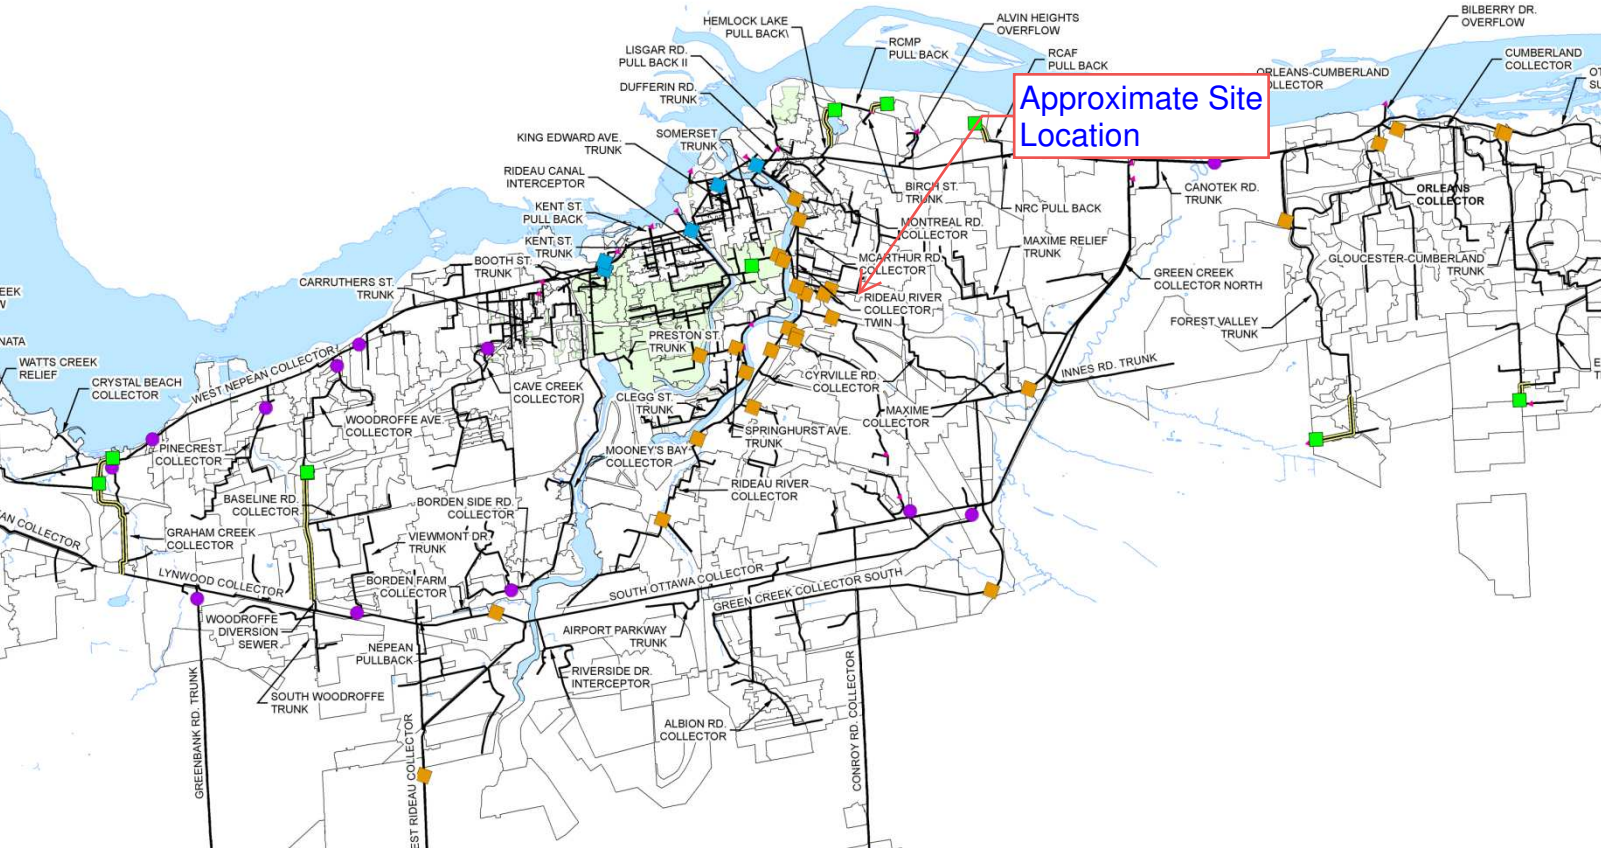 HEMLOCK LAKE
PULL BACK\
ALVIN HEIGHTS
OVERFLOW
BILBERRY DR.
OVERFLOW
LISGAR RD.
PULL BACK II
RCMP
PULL BACK
RCAF
PULL BACK
CUMBERLAND
COLLECTOR
ORLEANS-CUMBERLAND
OLLECTOR
OT
SU
DUFFERIN RD.
TRUNK
Approximate Site
Location
KING EDWARD AVE.
TRUNK
SOMERSET
TRUNK
RIDEAU CANAL
INTERCEPTOR
BIRCH ST.
TRUNK
NRC PULL BACK
CANOTEK RD.
TRUNK
ORLEANS
COLLECTOR
KENT ST.
PULL BACK
MONTREAL RD.
COLLECTOR
KENT ST.
TRUNK
MAXIME RELIEF
TRUNK
BOOTH ST.
TRUNK
MCARTHUR RD.
COLLECTOR
GLOUCESTER-CUMBERLAND
TRUNK
CARRUTHERS ST.
TRUNK
GREEN CREEK
COLLECTOR NORTH
EEK
W
RIDEAU RIVER
COLLECTOR
TWIN
FOREST VALLEY
TRUNK
NATA
PRESTON ST.
TRUNK
WATTS CREEK
RELIEF
WEST NEPEAN COLLECTOR
INNES RD. TRUNK
E
T
CRYSTAL BEACH
COLLECTOR
CAVE CREEK
COLLECTOR
CYRVILLE RD.
COLLECTOR
CLEGG ST.
TRUNK
MAXIME
COLLECTOR
WOODROFFE AVE.
COLLECTOR
SPRINGHURST AVE.
TRUNK
PINECREST
COLLECTOR
MOONEY'S BAY
COLLECTOR
RIDEAU RIVER
COLLECTOR
BASELINE RD.
COLLECTOR
BORDEN SIDE RD.
COLLECTOR
AN COLLECTOR
GRAHAM CREEK
COLLECTOR
VIEWMONT DR.
TRUNK
LYNWOOD COLLECTOR
BORDEN FARM
COLLECTOR
SOUTH OTTAWA COLLECTOR
GREEN CREEK COLLECTOR SOUTH
WOODROFFE
DIVERSION
SEWER
AIRPORT PARKWAY
TRUNK
NEPEAN
PULLBACK
RIVERSIDE DR.
INTERCEPTOR
SOUTH WOODROFFE
TRUNK
GREENBANK RD. TRUNK
ALBION RD.
COLLECTOR
CONROY RD. COLLECTOR
EST RIDEAU COLLECTOR